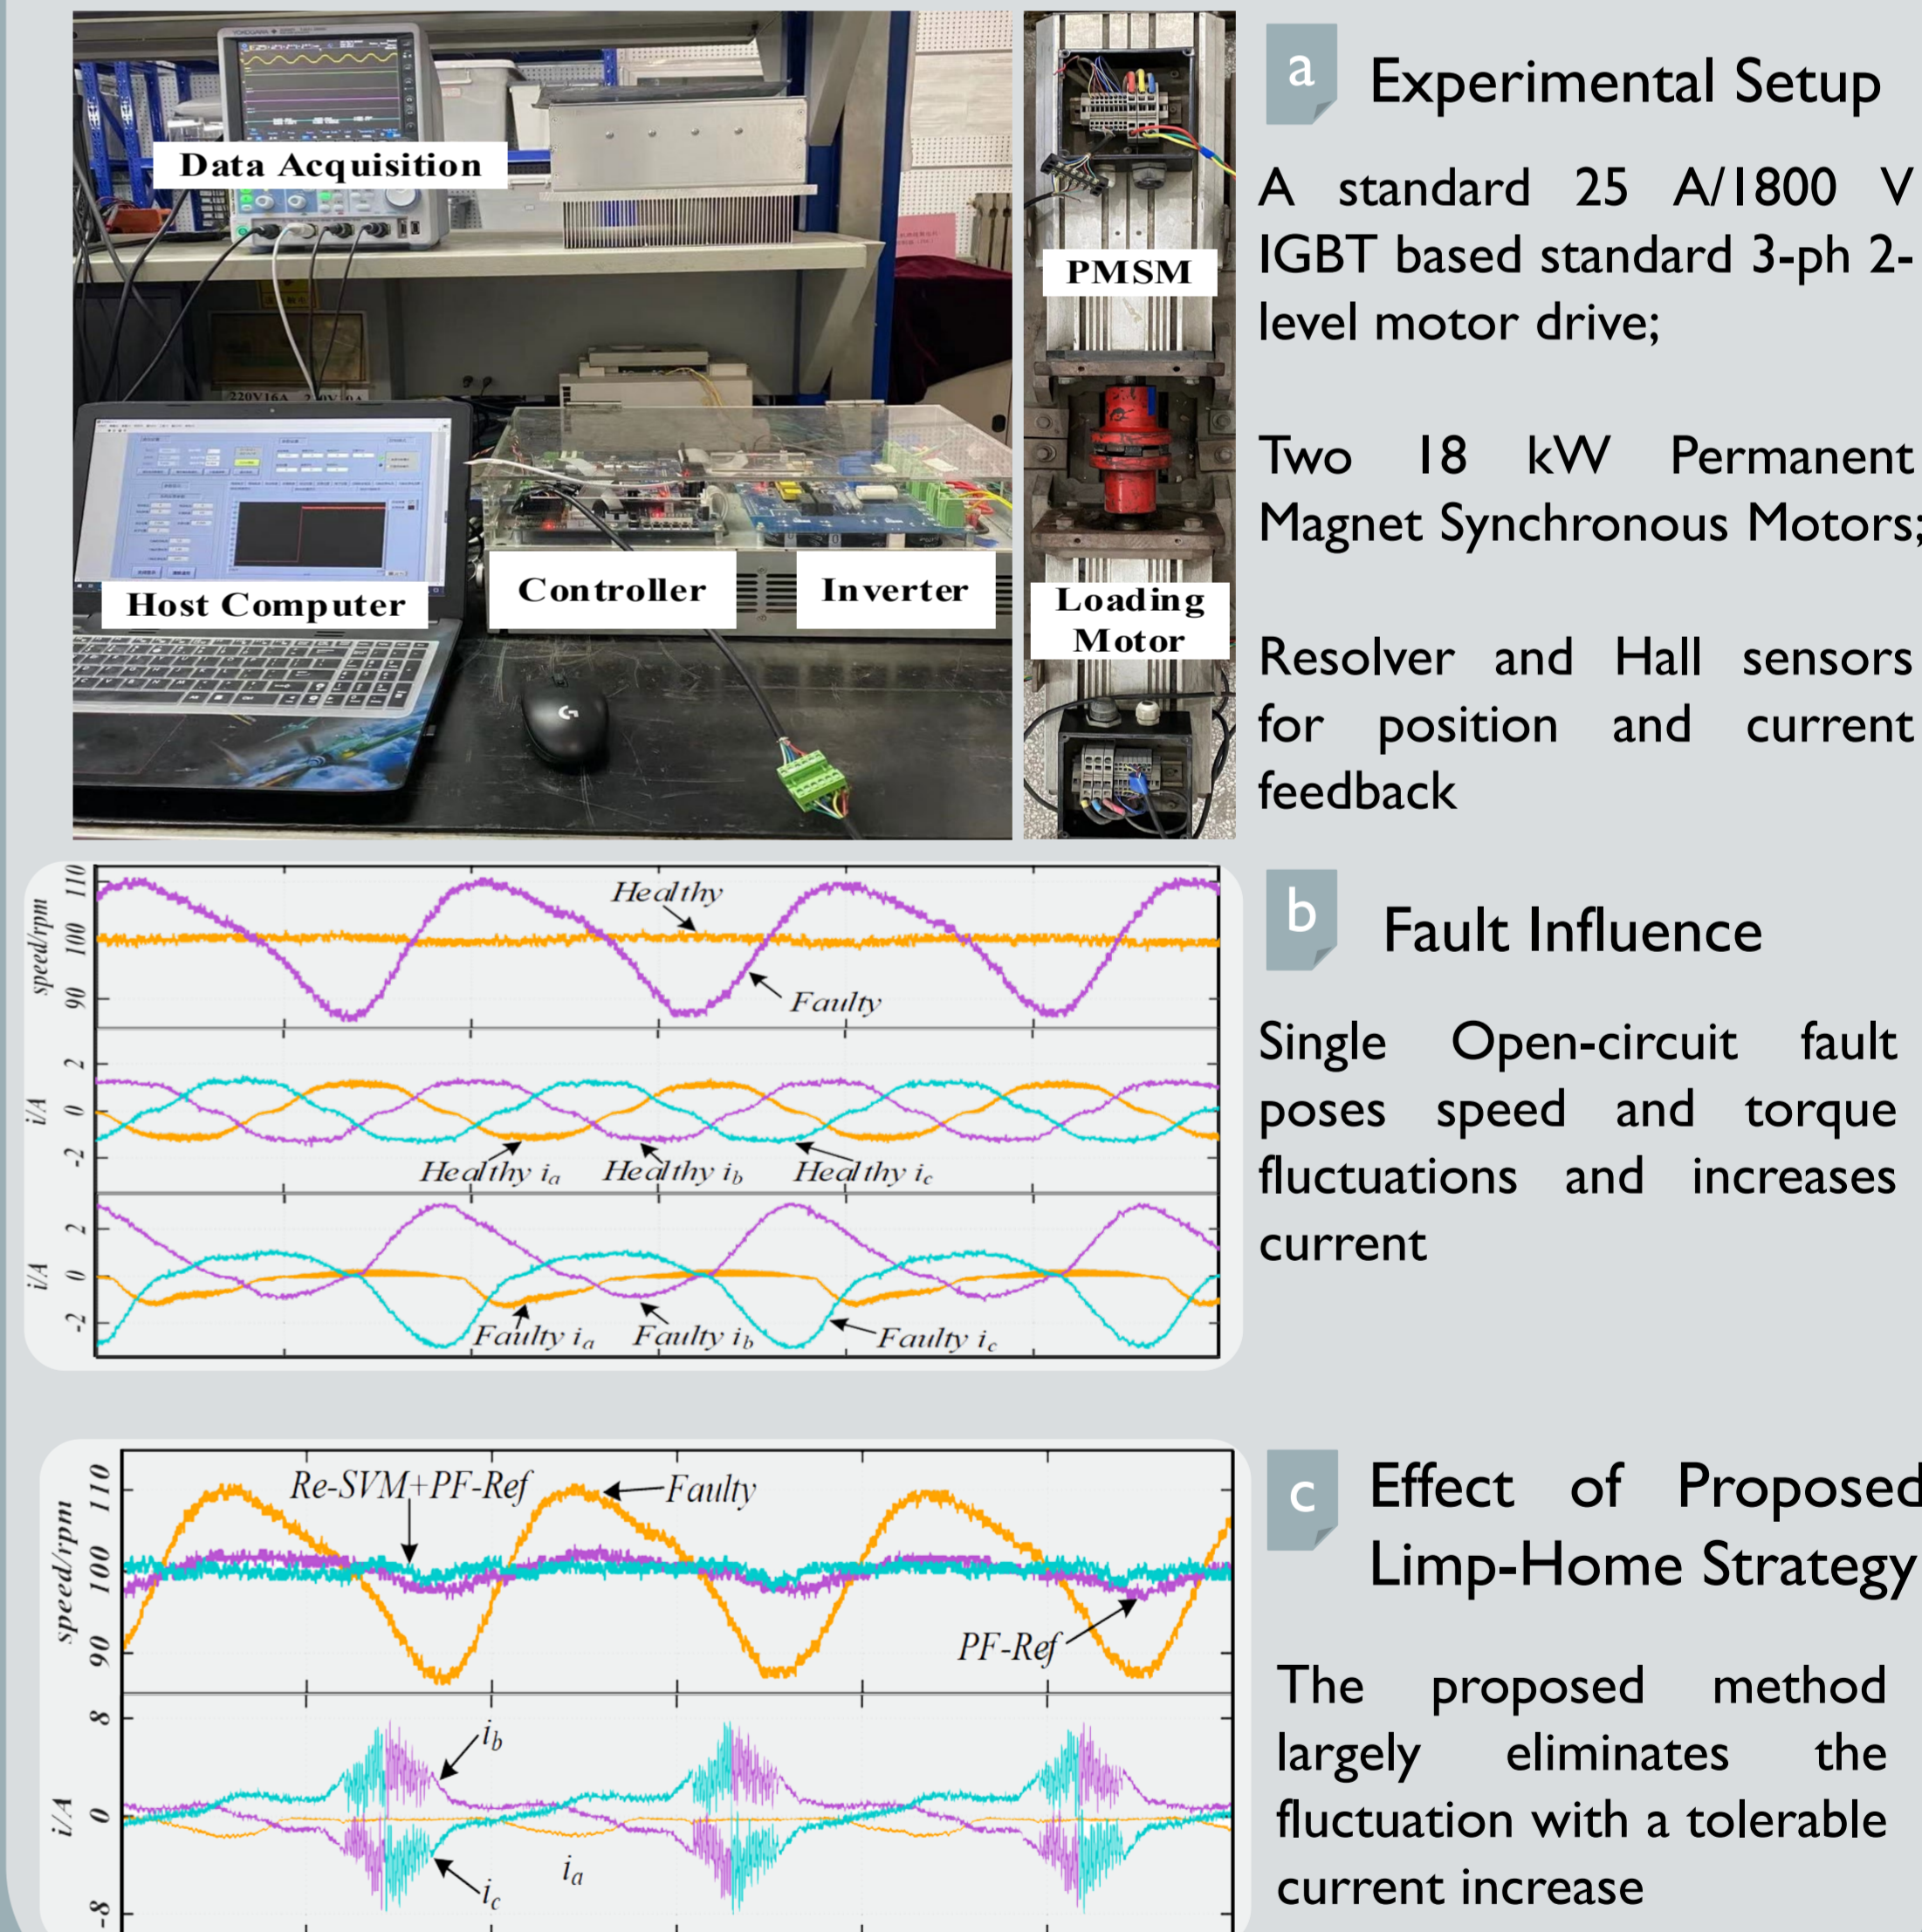 YOKOGAWA
Data Acquisition
220V16A
Host Computer
Controller
Inverter
PMSM
Loading
Motor
a
Experimental Setup
A standard 25 A/1800 V
IGBT based standard 3-ph 2-
level motor drive;
Two 18 kW Permanent
Magnet Synchronous Motors;
Resolver and Hall sensors
for position and current
feedback
speed/rpm
110
100
90
Healthy
Faulty
i/A
2
0
-2
Healthy ia
Healthy ib
Healthy ic
i/A
2
0
-2
Faulty ia
Faulty ib
Faulty ic
b
Fault Influence
Single Open-circuit fault
poses speed and torque
fluctuations and increases
current
speed/rpm
110
100
90
Re-SVM+PF-Ref
Faulty
PF-Ref
i/A
8
0
-8
ib
ia
ic
c
Effect of Proposed
Limp-Home Strategy
The proposed method
largely eliminates the
fluctuation with a tolerable
current increase